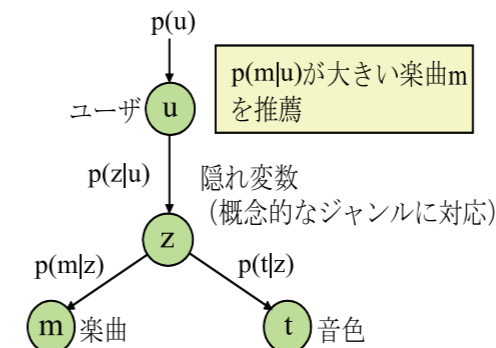 p(u)
p(m|u)が大きい楽曲m
を推薦
ユーザ u
p(z|u)
隠れ変数
（概念的なジャンルに対応）
z
p(m|z) p(t|z)
m 楽曲 t 音色